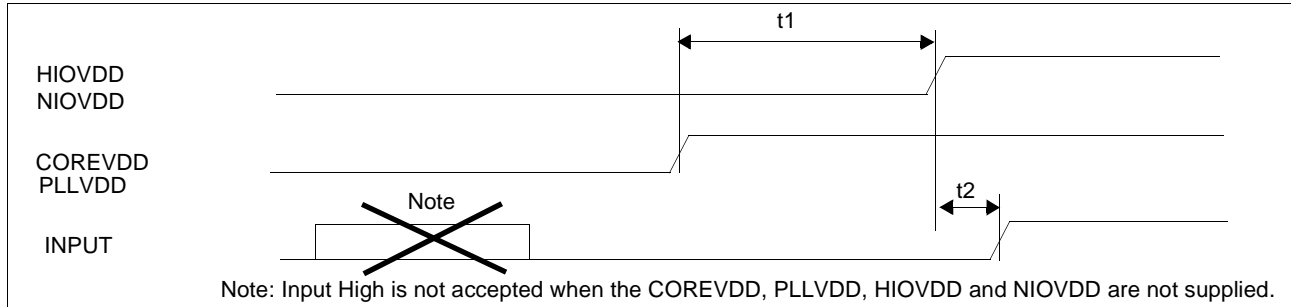 t1
HIOVDD
NIOVDD
COREVDD
PLLVDD
Note
t2
INPUT
Note: Input High is not accepted when the COREVDD, PLLVDD, HIOVDD and NIOVDD are not supplied.